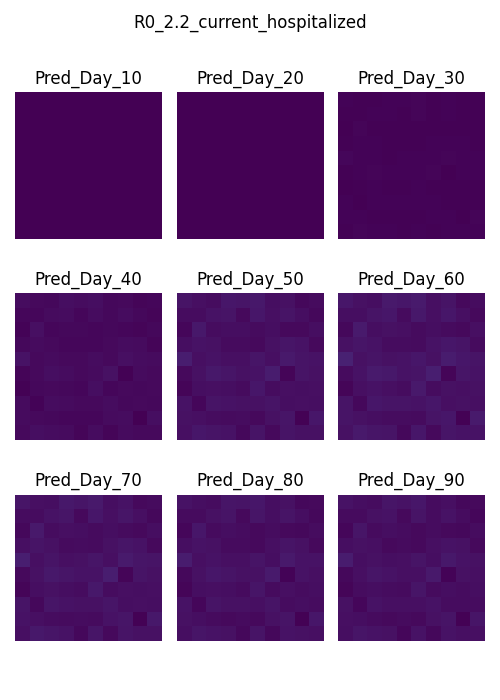 R0_2.2_current_hospitalized
Pred_Day_10 Pred_Day_20 Pred_Day_30
Pred_Day_40 Pred_Day_50 Pred_Day_60
Pred_Day_70 Pred_Day_80 Pred_Day_90